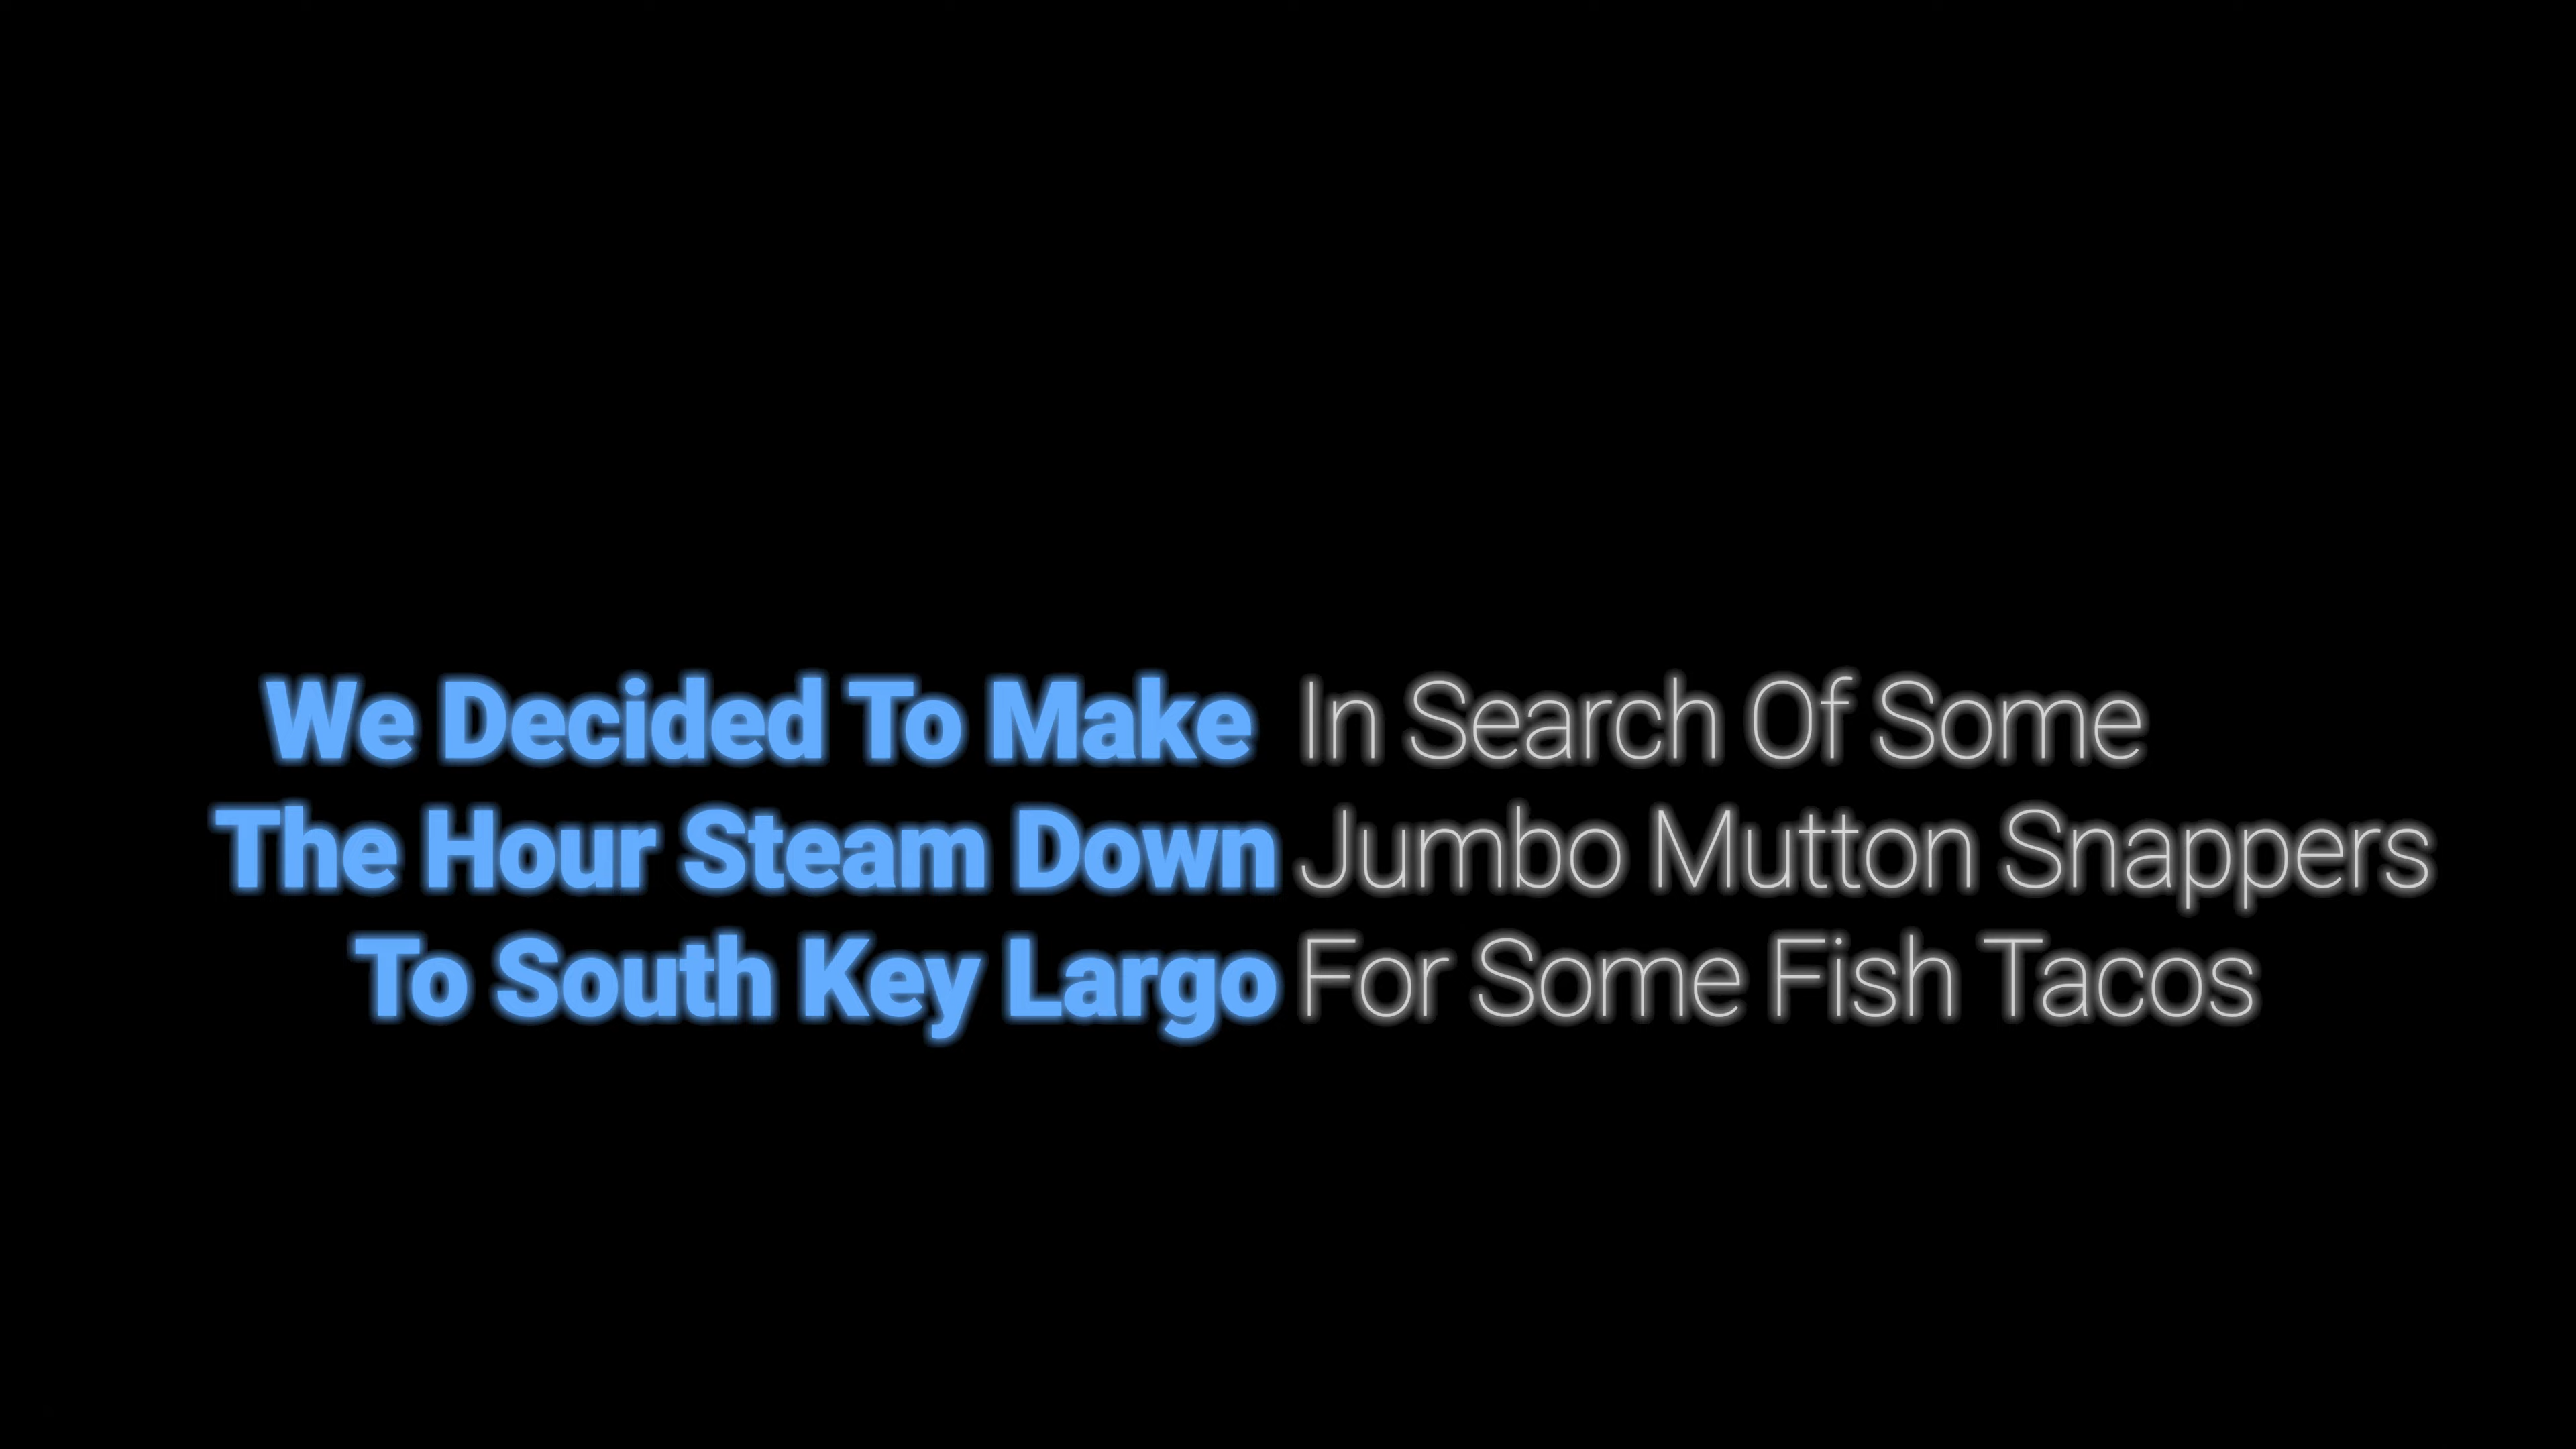 We Decided To Make
The Hour Steam Down
To South Key Largo
In Search Of Some
Jumbo Mutton Snappers
For Some Fish Tacos